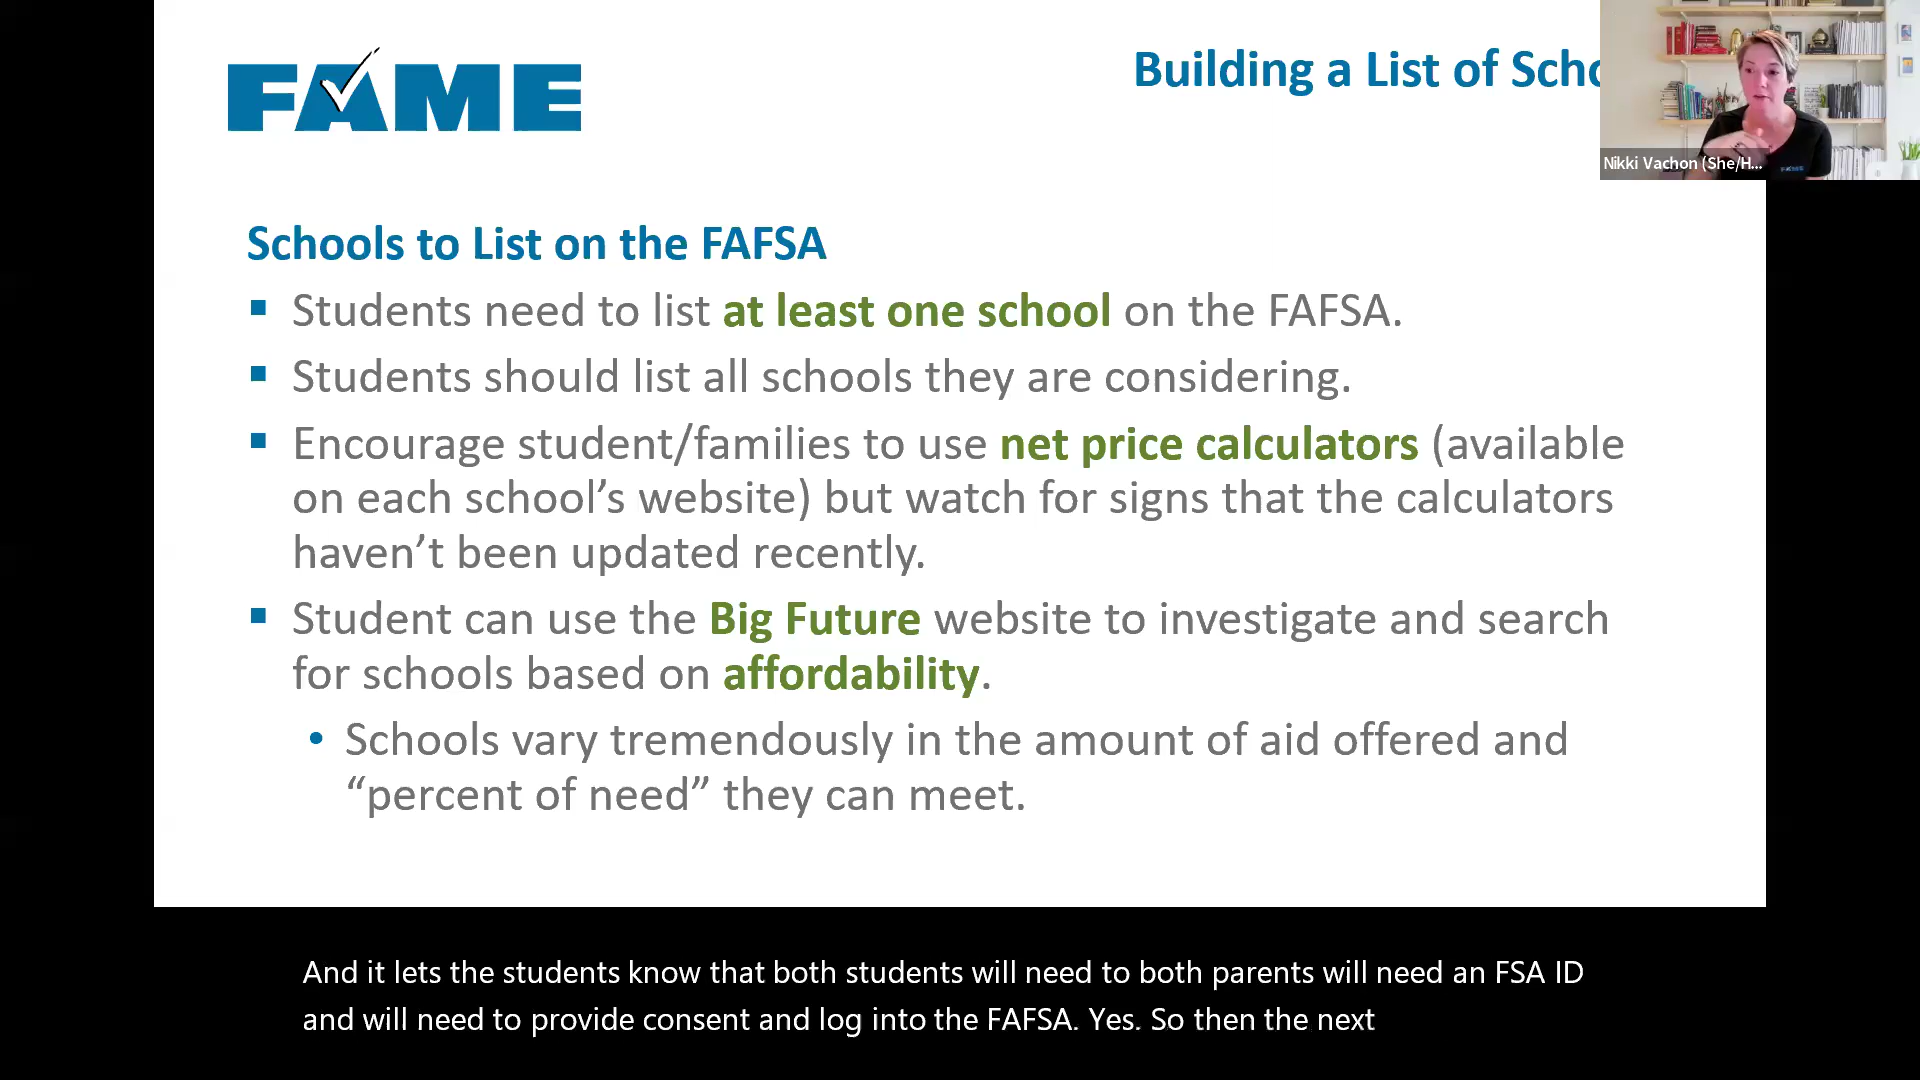 FAME
Building a List of Scho
Nikki Vachon (She/H...
Schools to List on the FAFSA
Students need to list at least one school on the FAFSA.
Students should list all schools they are considering.
Encourage student/families to use net price calculators (available
on each school’s website) but watch for signs that the calculators
haven’t been updated recently.
Student can use the Big Future website to investigate and search
for schools based on affordability.
Schools vary tremendously in the amount of aid offered and
“percent of need” they can meet.
And it lets the students know that both students will need to both parents will need an FSA ID
and will need to provide consent and log into the FAFSA. Yes. So then the next